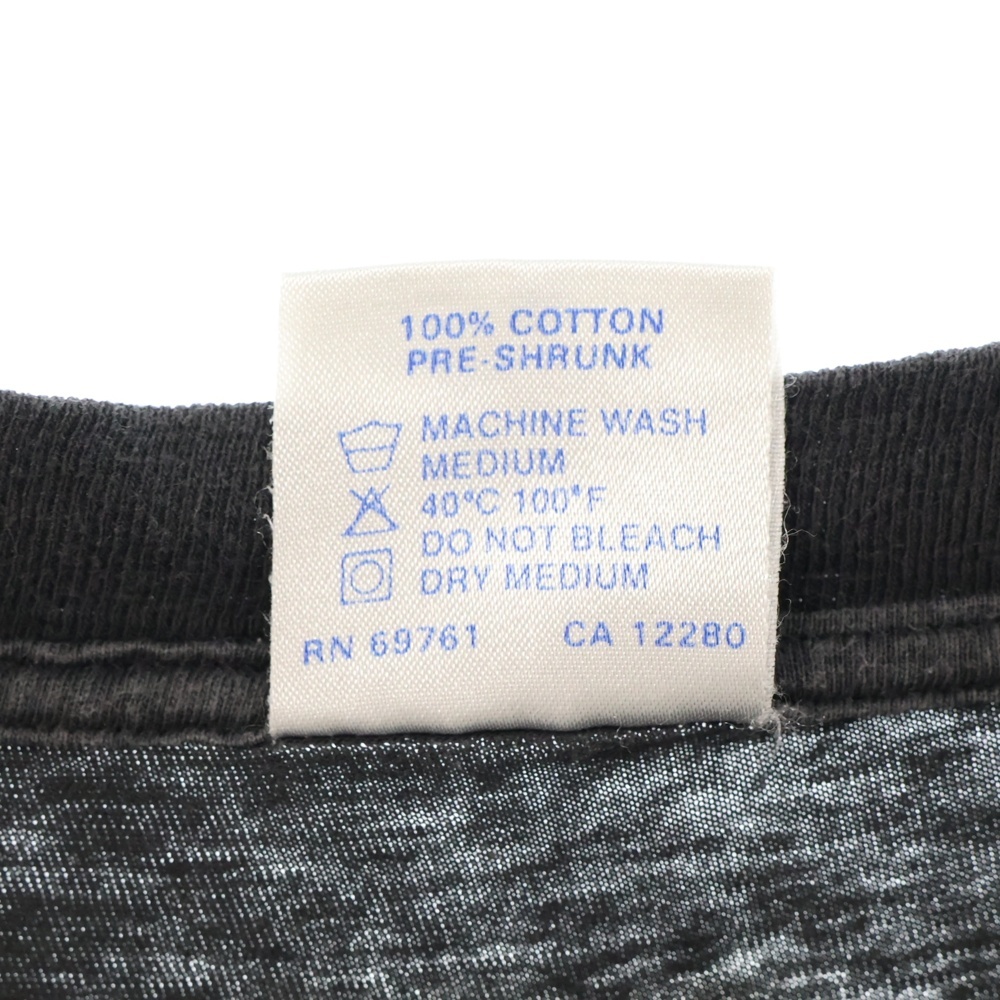 100% COTTON
PRE-SHRUNK
MACHINE WASH
MEDIUM
40°C 100°F
DO NOT BLEACH
DRY MEDIUM
RN 69761 CA 12280